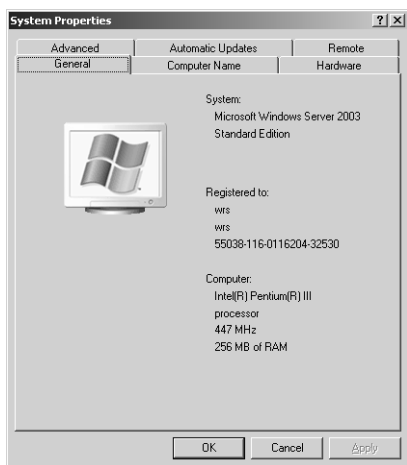 System Properties
? X
Advanced Automatic Updates Remote
General Computer Name Hardware
System:
Microsoft Windows Server 2003
Standard Edition
Registered to:
wrs
wrs
55038-116-0116204-32530
Computer:
Intel(R) Pentium(R) III
processor
447 MHz
256 MB of RAM
OK Cancel Apply